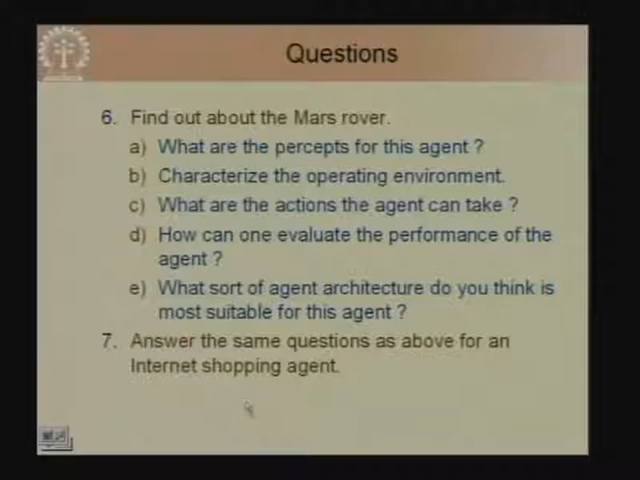 Questions
6. Find out about the Mars rover.
a) What are the percepts for this agent ?
b) Characterize the operating environment.
c) What are the actions the agent can take ?
d) How can one evaluate the performance of the
agent ?
e) What sort of agent architecture do you think is
most suitable for this agent ?
7. Answer the same questions as above for an
Internet shopping agent.